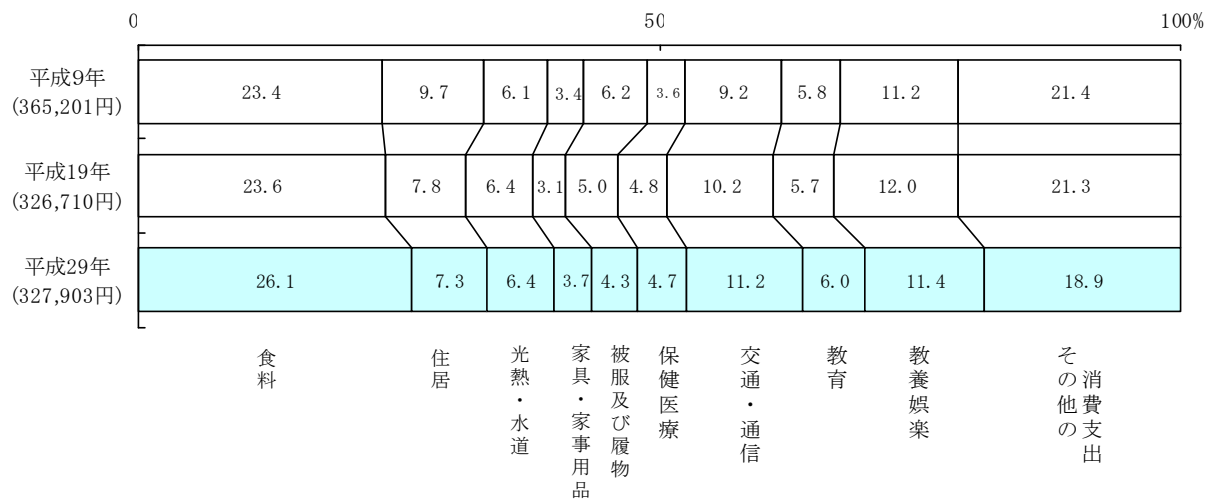 0 50 100%
平成9年
(365,201円)
23.4 9.7 6.1 3.4 6.2 3.6 9.2 5.8 11.2 21.4
平成19年
(326,710円)
23.6 7.8 6.4 3.1 5.0 4.8 10.2 5.7 12.0 21.3
平成29年
(327,903円)
26.1 7.3 6.4 3.7 4.3 4.7 11.2 6.0 11.4 18.9
食料
住居
光熱・水道
家具・家事用品
被服及び履物
保健医療
交通・通信
教育
教養娯楽
その他の
消費支出